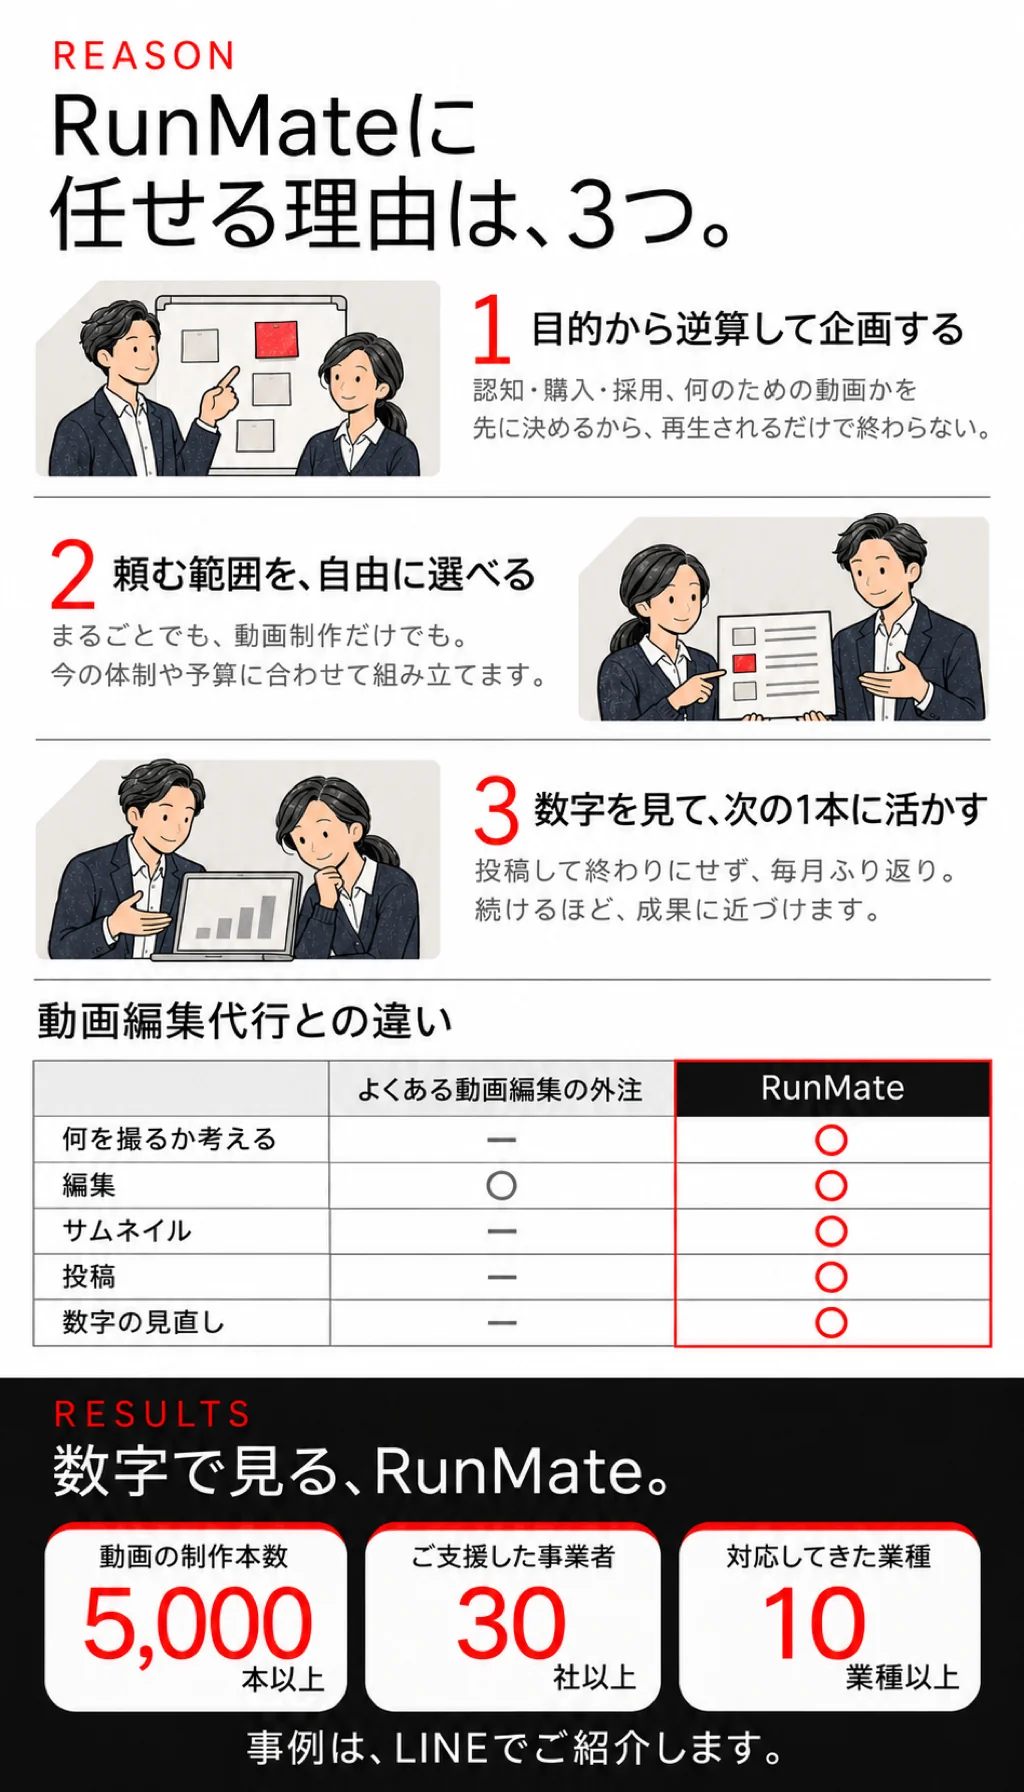 REASON
RunMateに
任せる理由は、3つ。
1 目的から逆算して企画する
認知・購入・採用、何のための動画かを
先に決めるから、再生されるだけで終わらない。
2 頼む範囲を、自由に選べる
まるごとでも、動画制作だけでも。
今の体制や予算に合わせて組み立てます。
3 数字を見て、次の1本に活かす
投稿して終わりにせず、毎月ふり返り。
続けるほど、成果に近づけます。
動画編集代行との違い
よくある動画編集の外注 RunMate
何を撮るか考える ー ○
編集 ○ ○
サムネイル ー ○
投稿 ー ○
数字の見直し ー ○
RESULTS
数字で見る、RunMate。
動画の制作本数
5,000
本以上
ご支援した事業者
30
社以上
対応してきた業種
10
業種以上
事例は、LINEでご紹介します。